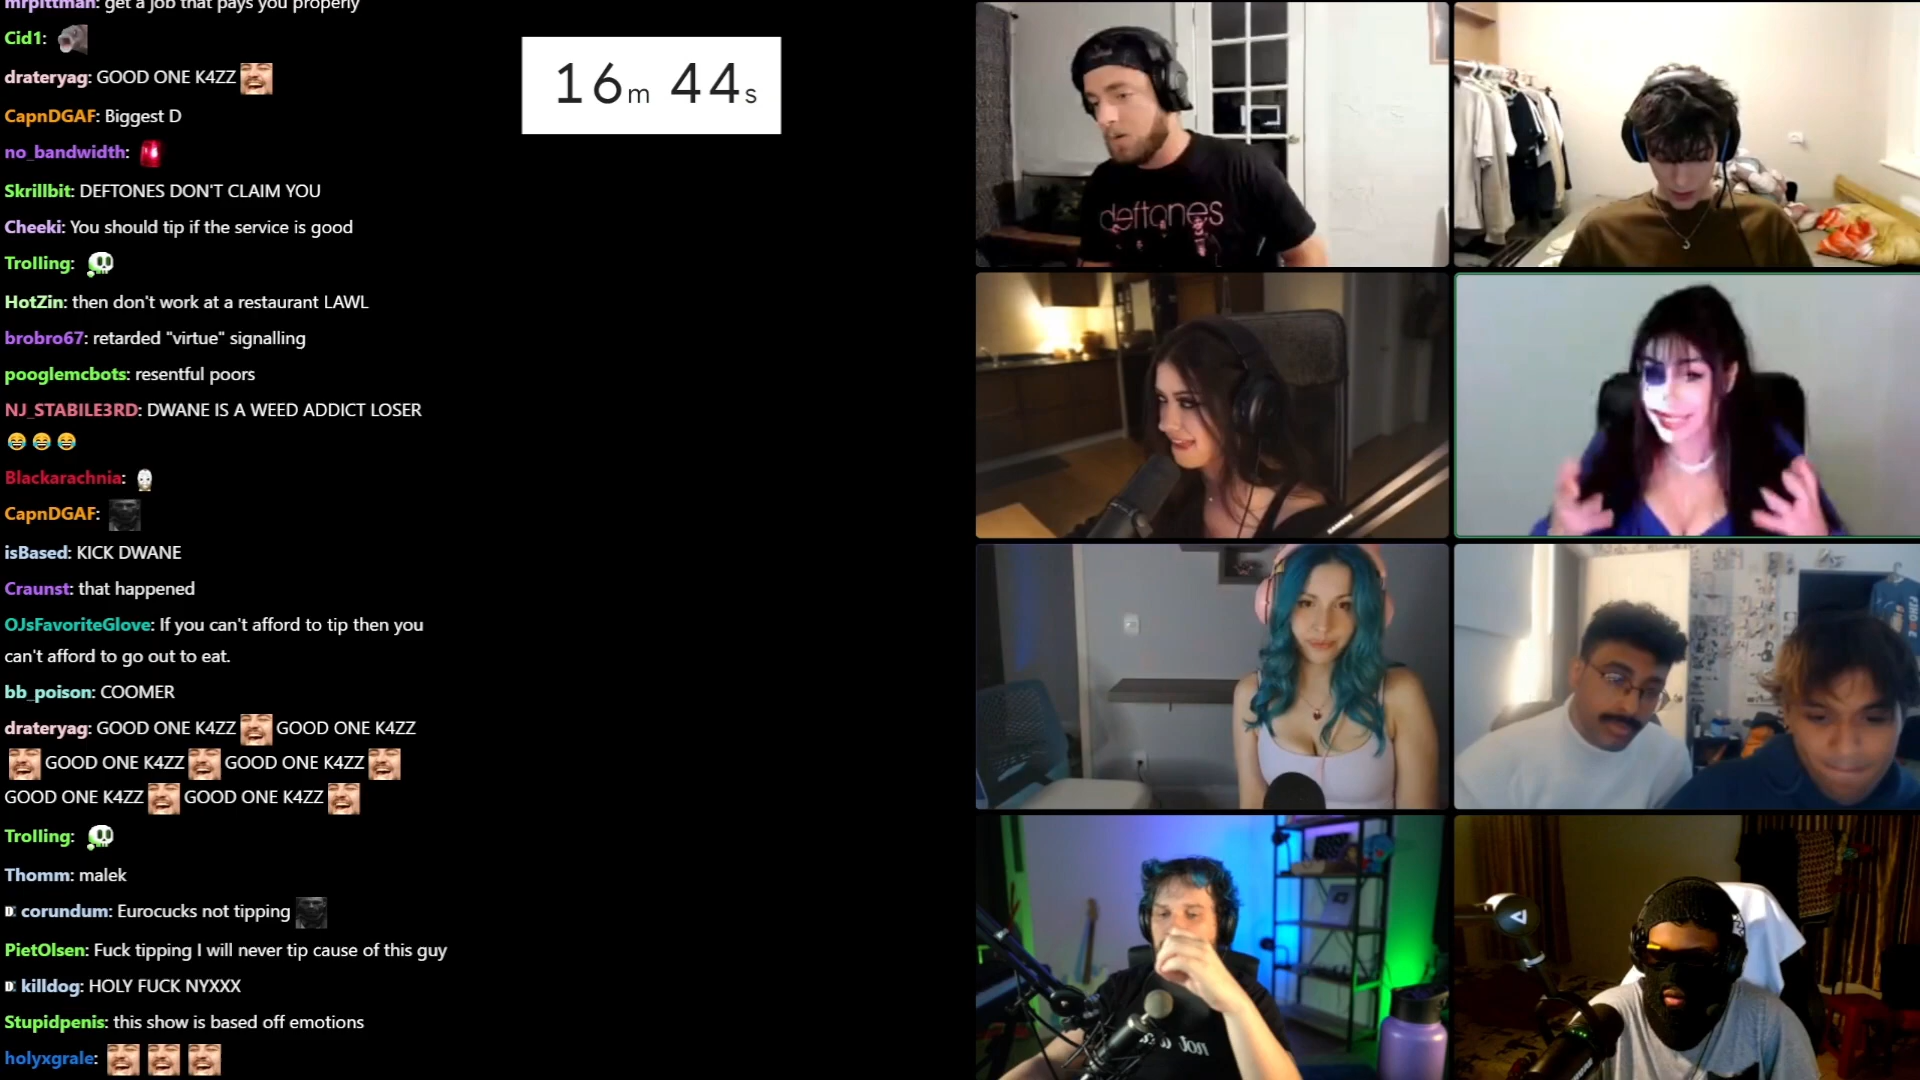 mrpittman: get a job that pays you properly
Cid1:
drateryag: GOOD ONE K4ZZ
CapnDGAF: Biggest D
no_bandwidth:
Skrillbit: DEFTONES DON'T CLAIM YOU
Cheeki: You should tip if the service is good
Trolling:
HotZin: then don't work at a restaurant LAWL
brobro67: retarded "virtue" signalling
pooglemcbots: resentful poors
NJ_STABILE3RD: DWANE IS A WEED ADDICT LOSER
Blackarachnia:
CapnDGAF:
isBased: KICK DWANE
Craunst: that happened
OJsFavoriteGlove: If you can't afford to tip then you
can't afford to go out to eat.
bb_poison: COOMER
drateryag: GOOD ONE K4ZZ GOOD ONE K4ZZ
GOOD ONE K4ZZ GOOD ONE K4ZZ
GOOD ONE K4ZZ GOOD ONE K4ZZ
Trolling:
Thomm: malek
D corundum: Eurocucks not tipping
PietOlsen: Fuck tipping I will never tip cause of this guy
D killdog: HOLY FUCK NYXXX
Stupidpenis: this show is based off emotions
holyxgrale:
16m 44s
deftones